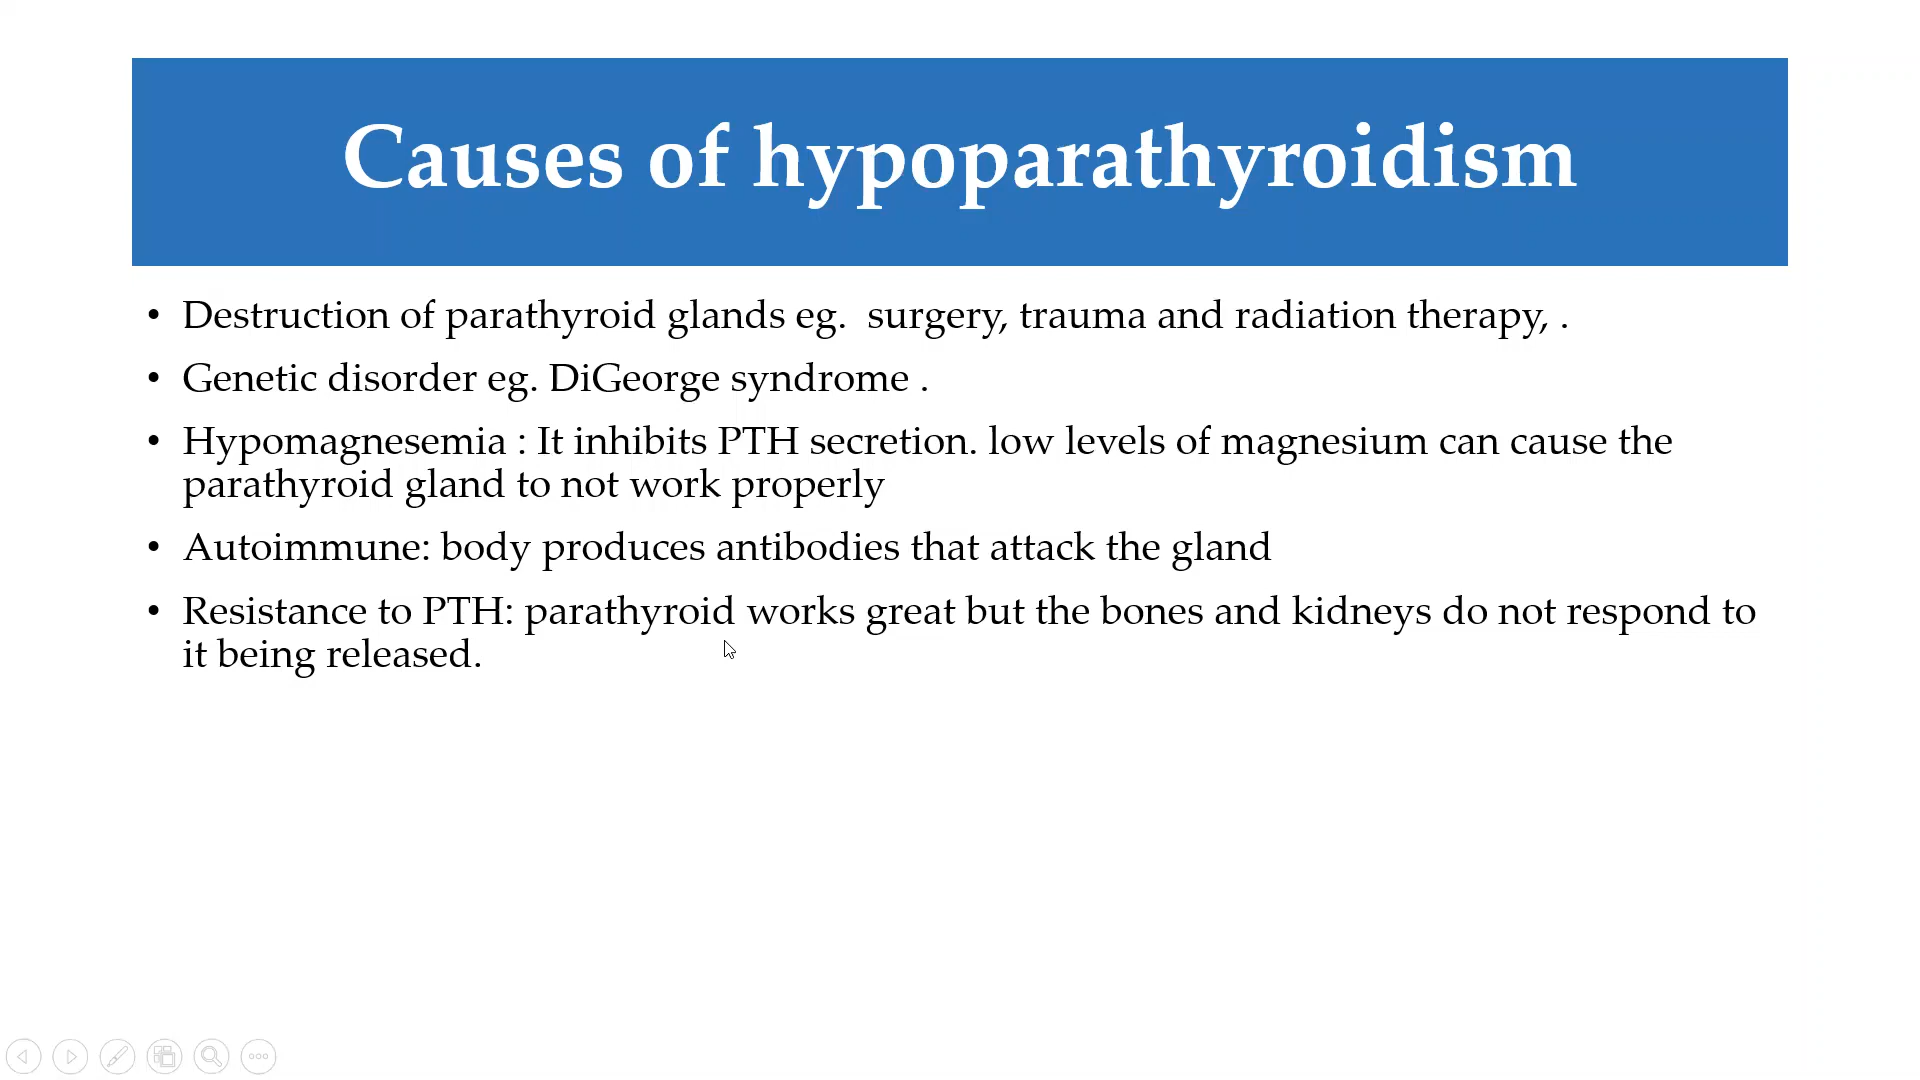 Causes of hypoparathyroidism
• Destruction of parathyroid glands eg.  surgery, trauma and radiation therapy, .
• Genetic disorder eg. DiGeorge syndrome .
• Hypomagnesemia : It inhibits PTH secretion. low levels of magnesium can cause the
parathyroid gland to not work properly
• Autoimmune: body produces antibodies that attack the gland
• Resistance to PTH: parathyroid works great but the bones and kidneys do not respond to
it being released.